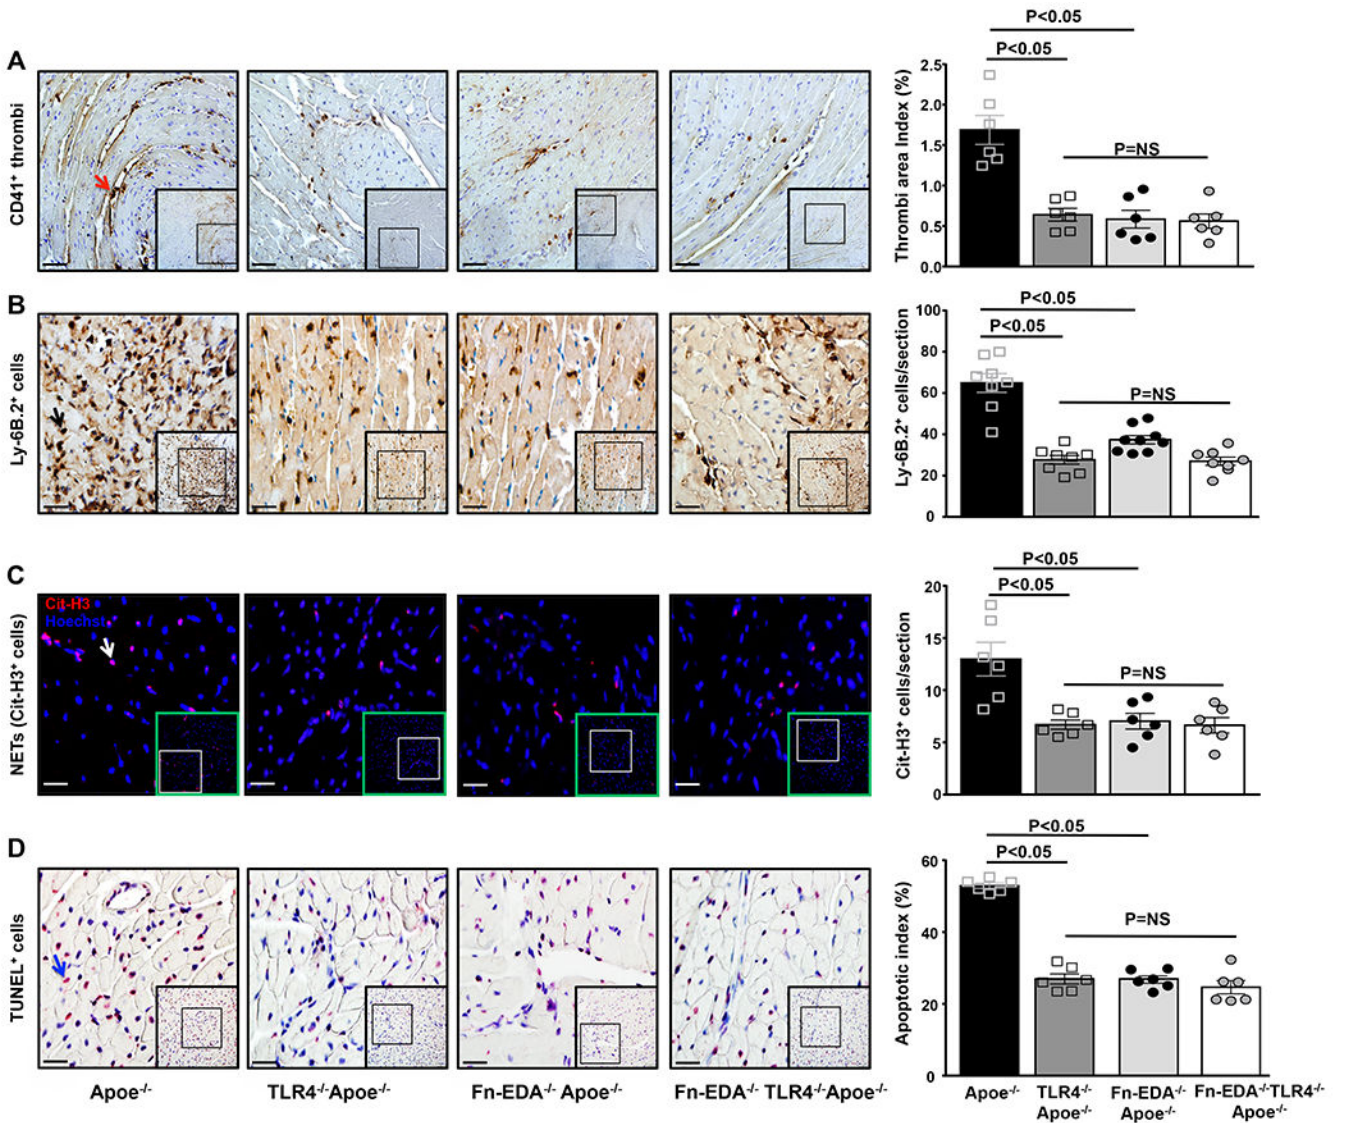 A
CD41⁺ thrombi
P<0.05
P<0.05
P=NS
Thrombi area Index (%)
2.5
2.0
1.5
1.0
0.5
0.0
B
Ly-6B.2⁺ cells
P<0.05
P<0.05
P=NS
Ly-6B.2⁺ cells/section
100
80
60
40
20
0
C
NETs (Cit-H3⁺ cells)
Cit-H3
Hoechst
P<0.05
P<0.05
P=NS
Cit-H3⁺ cells/section
20
15
10
5
0
D
TUNEL⁺ cells
P<0.05
P<0.05
P=NS
Apoptotic index (%)
60
40
20
0
Apoe⁻/⁻
TLR4⁻/⁻Apoe⁻/⁻
Fn-EDA⁻/⁻ Apoe⁻/⁻
Fn-EDA⁻/⁻ TLR4⁻/⁻Apoe⁻/⁻
Apoe⁻/⁻
TLR4⁻/⁻
Apoe⁻/⁻
Fn-EDA⁻/⁻
Apoe⁻/⁻
Fn-EDA⁻/⁻TLR4⁻/⁻
Apoe⁻/⁻